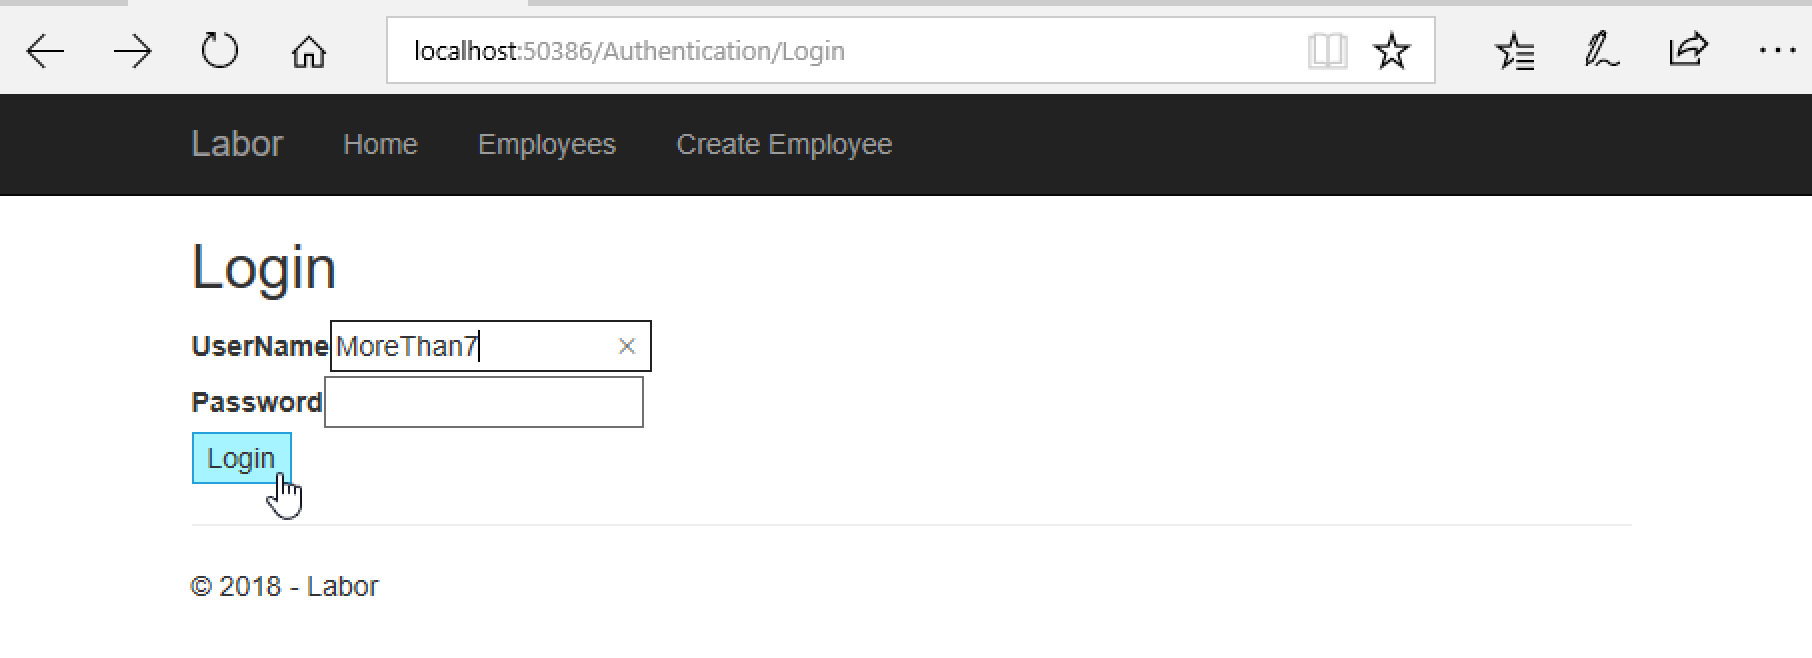 localhost:50386/Authentication/Login
Labor Home Employees Create Employee
Login
UserName MoreThan7
Password
Login
© 2018 - Labor